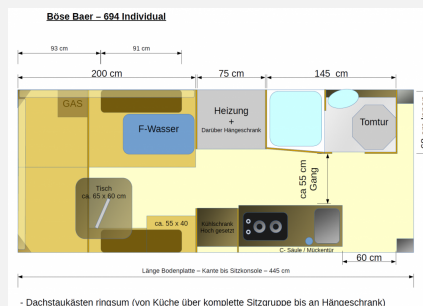 Böse Baer – 694 Individual
93 cm
91 cm
200 cm
75 cm
145 cm
GAS
F-Wasser
Heizung
+
Darüber Hängeschrank
Tomtur
ca 55 cm
Gang
Tisch
ca. 65 x 60 cm
ca. 55 x 40
Kühlschrank
Hoch gesetzt
C- Säule / Mückentür
60 cm
Länge Bodenplatte – Kante bis Sitzkonsole – 445 cm
- Dachstaukästen ringsum (von Küche über komplette Sitzgruppe bis an Hängeschrank)